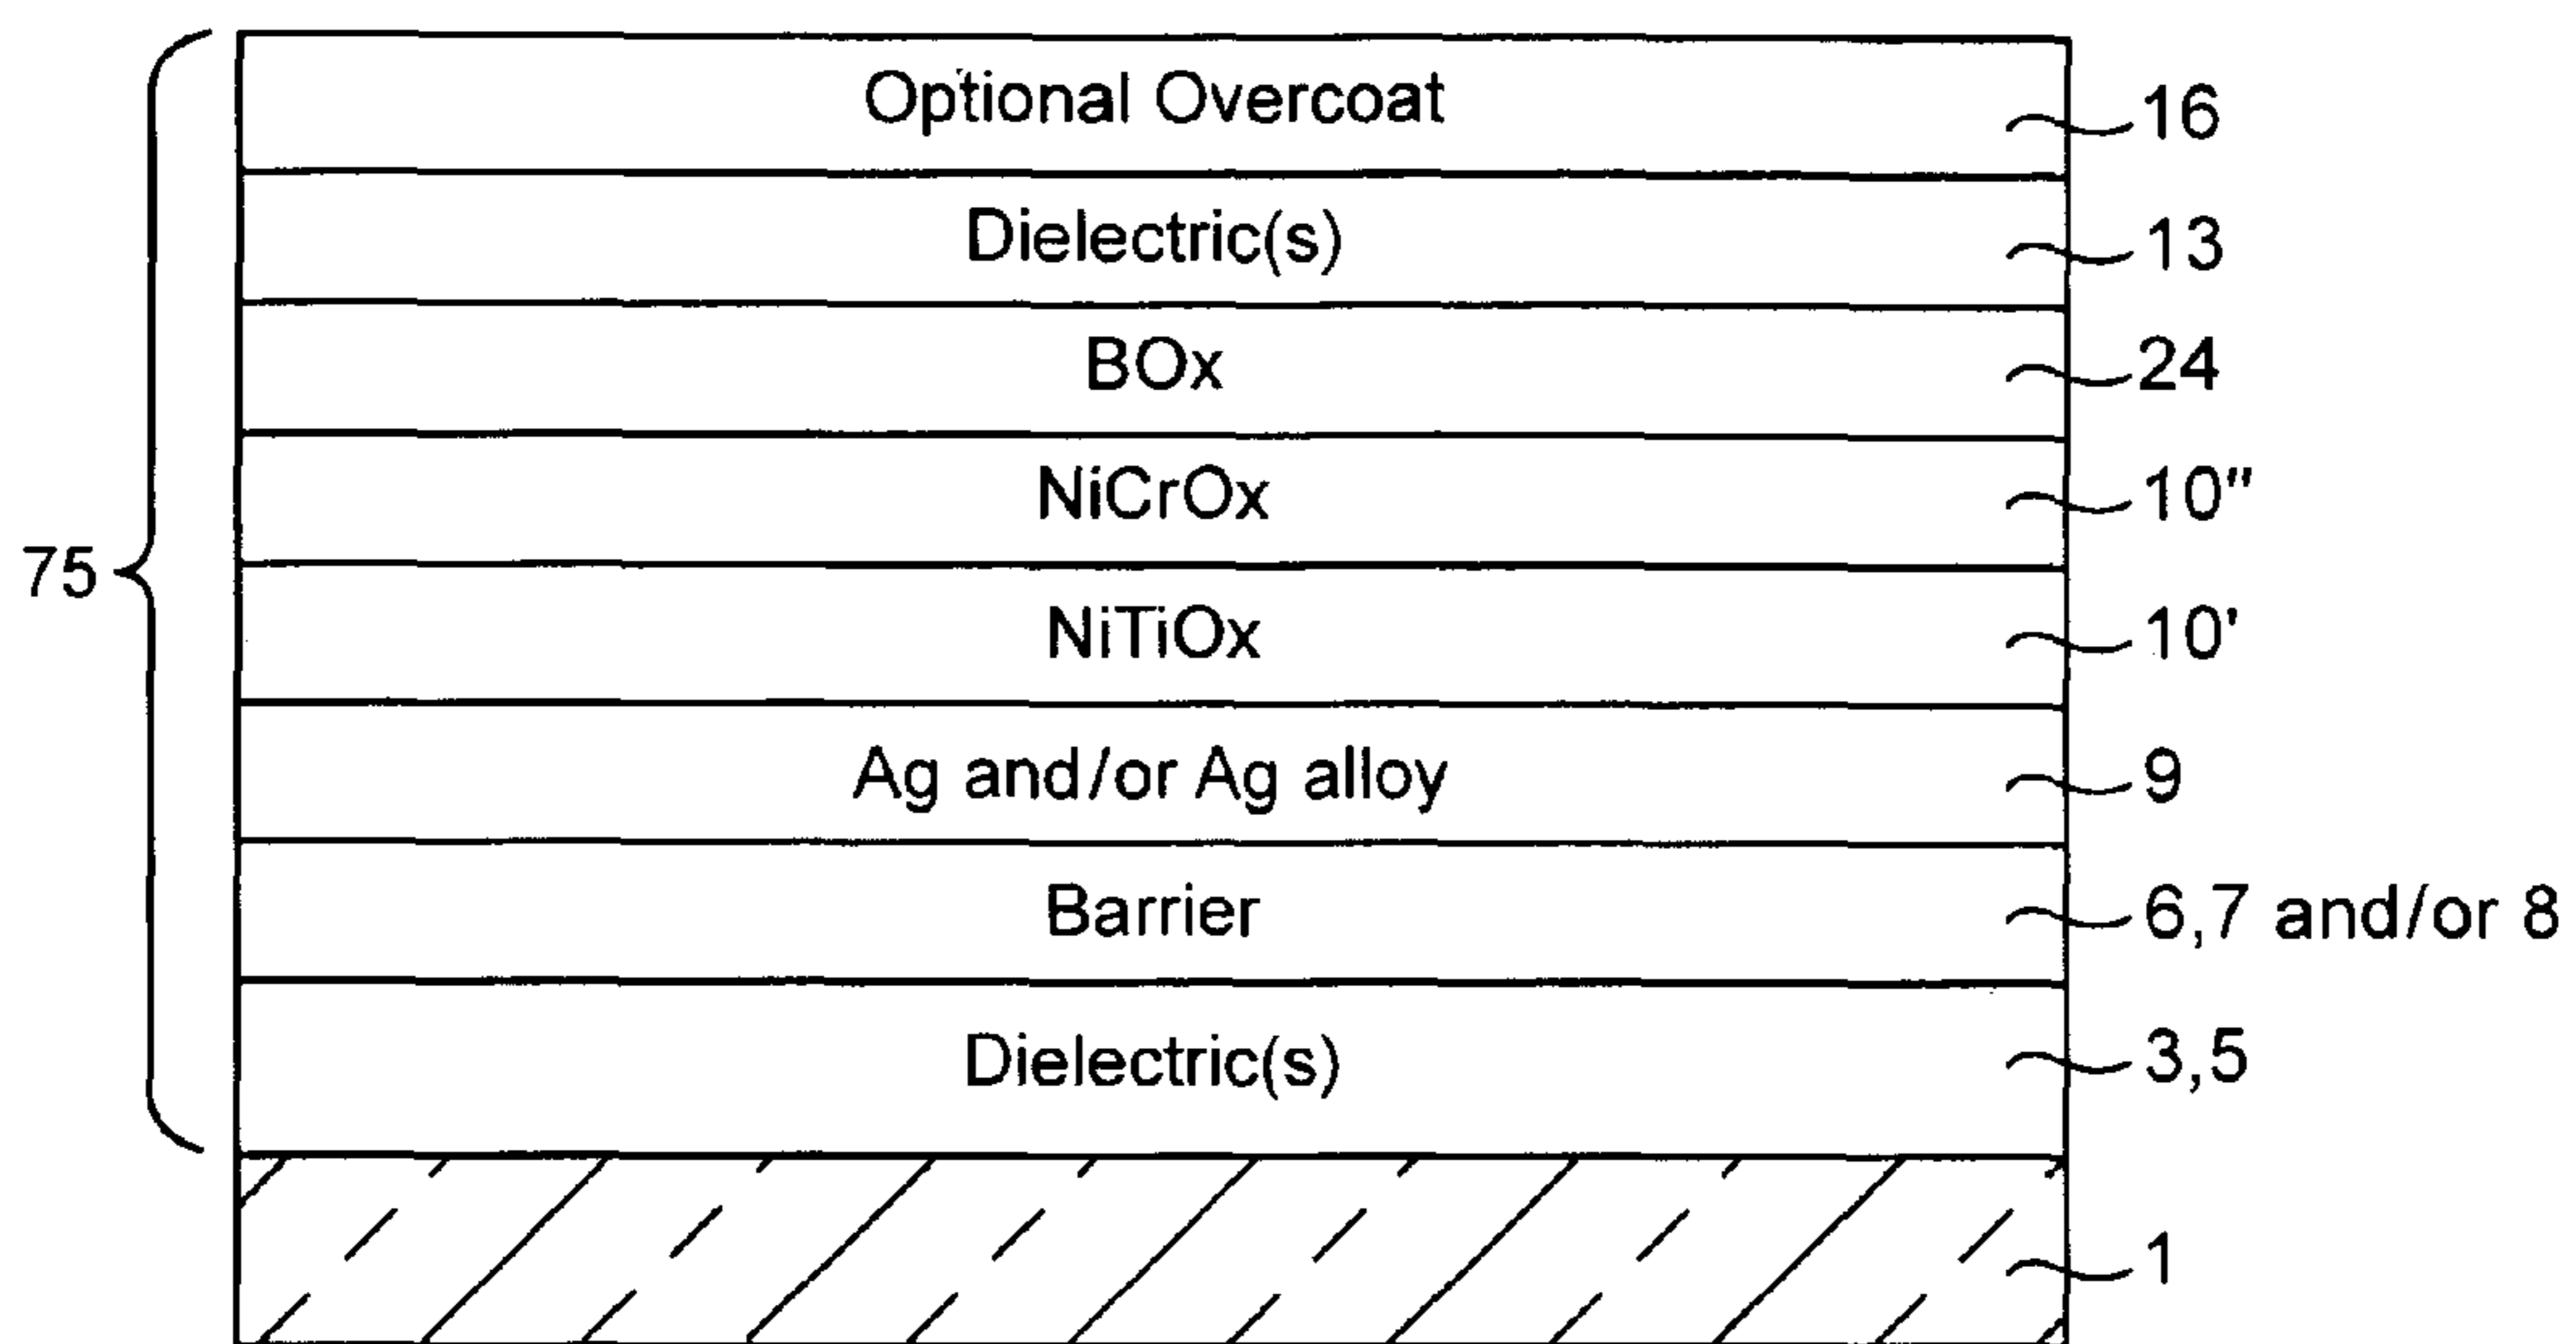 Optional Overcoat 16
Dielectric(s) 13
BOx 24
NiCrOx 10"
75
NiTiOx 10'
Ag and/or Ag alloy 9
Barrier 6,7 and/or 8
Dielectric(s) 3,5
1